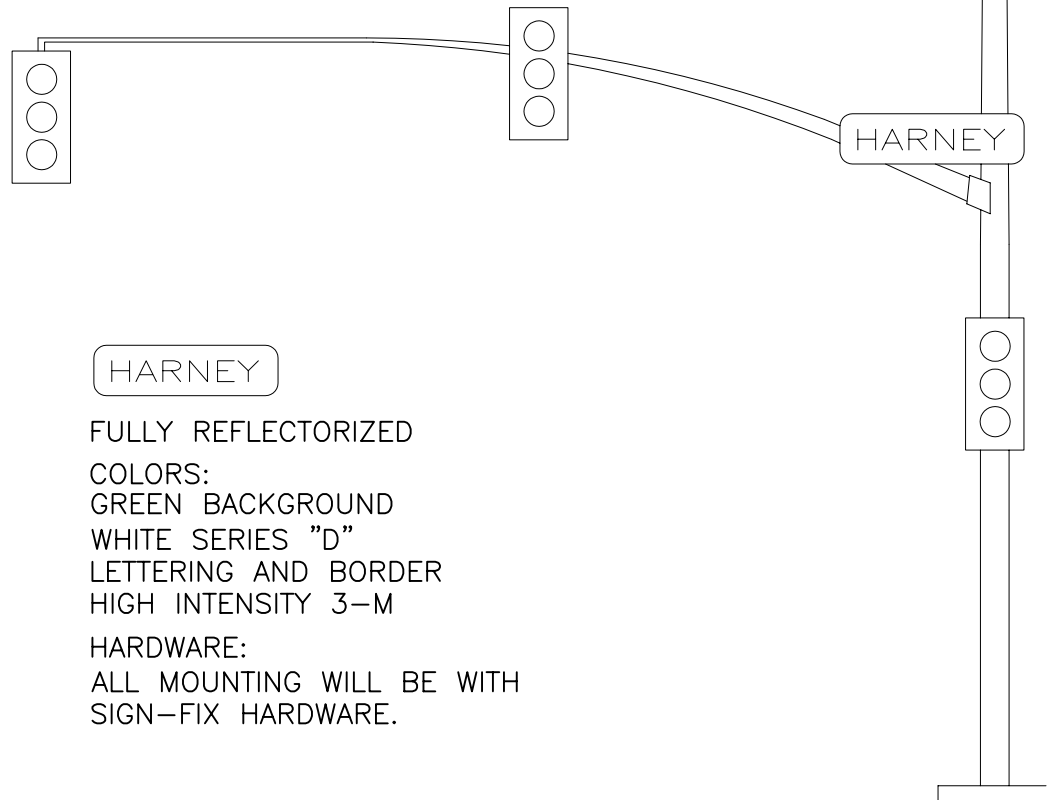 HARNEY
HARNEY
FULLY REFLECTORIZED
COLORS:
GREEN BACKGROUND
WHITE SERIES "D"
LETTERING AND BORDER
HIGH INTENSITY 3-M
HARDWARE:
ALL MOUNTING WILL BE WITH
SIGN-FIX HARDWARE.